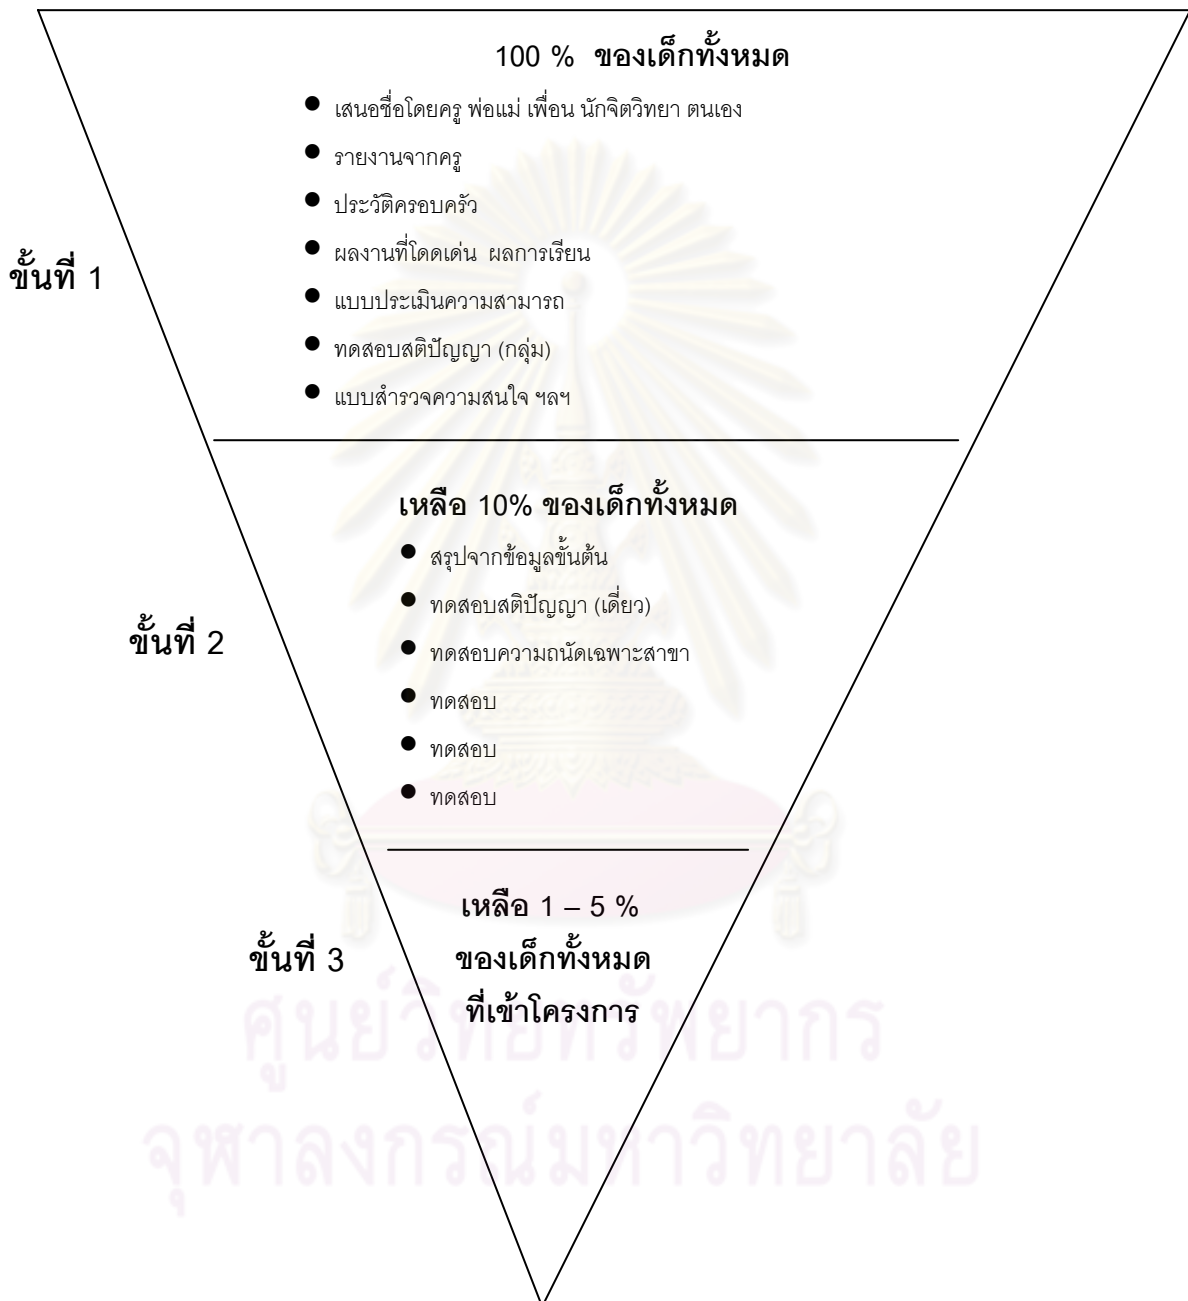 100 % ของเด็กทั้งหมด
● เสนอชื่อโดยครู พ่อแม่ เพื่อน นักจิตวิทยา ตนเอง
● รายงานจากครู
● ประวัติครอบครัว
● ผลงานที่โดดเด่น ผลการเรียน
ขั้นที่ 1
● แบบประเมินความสามารถ
● ทดสอบสติปัญญา (กลุ่ม)
● แบบสำรวจความสนใจ ฯลฯ
เหลือ 10% ของเด็กทั้งหมด
● สรุปจากข้อมูลขั้นต้น
● ทดสอบสติปัญญา (เดี่ยว)
ขั้นที่ 2
● ทดสอบความถนัดเฉพาะสาขา
● ทดสอบ
● ทดสอบ
● ทดสอบ
เหลือ 1 – 5 %
ขั้นที่ 3
ของเด็กทั้งหมด
ที่เข้าโครงการ
ศูนย์วิทยทรัพยากร
จุฬาลงกรณ์มหาวิทยาลัย